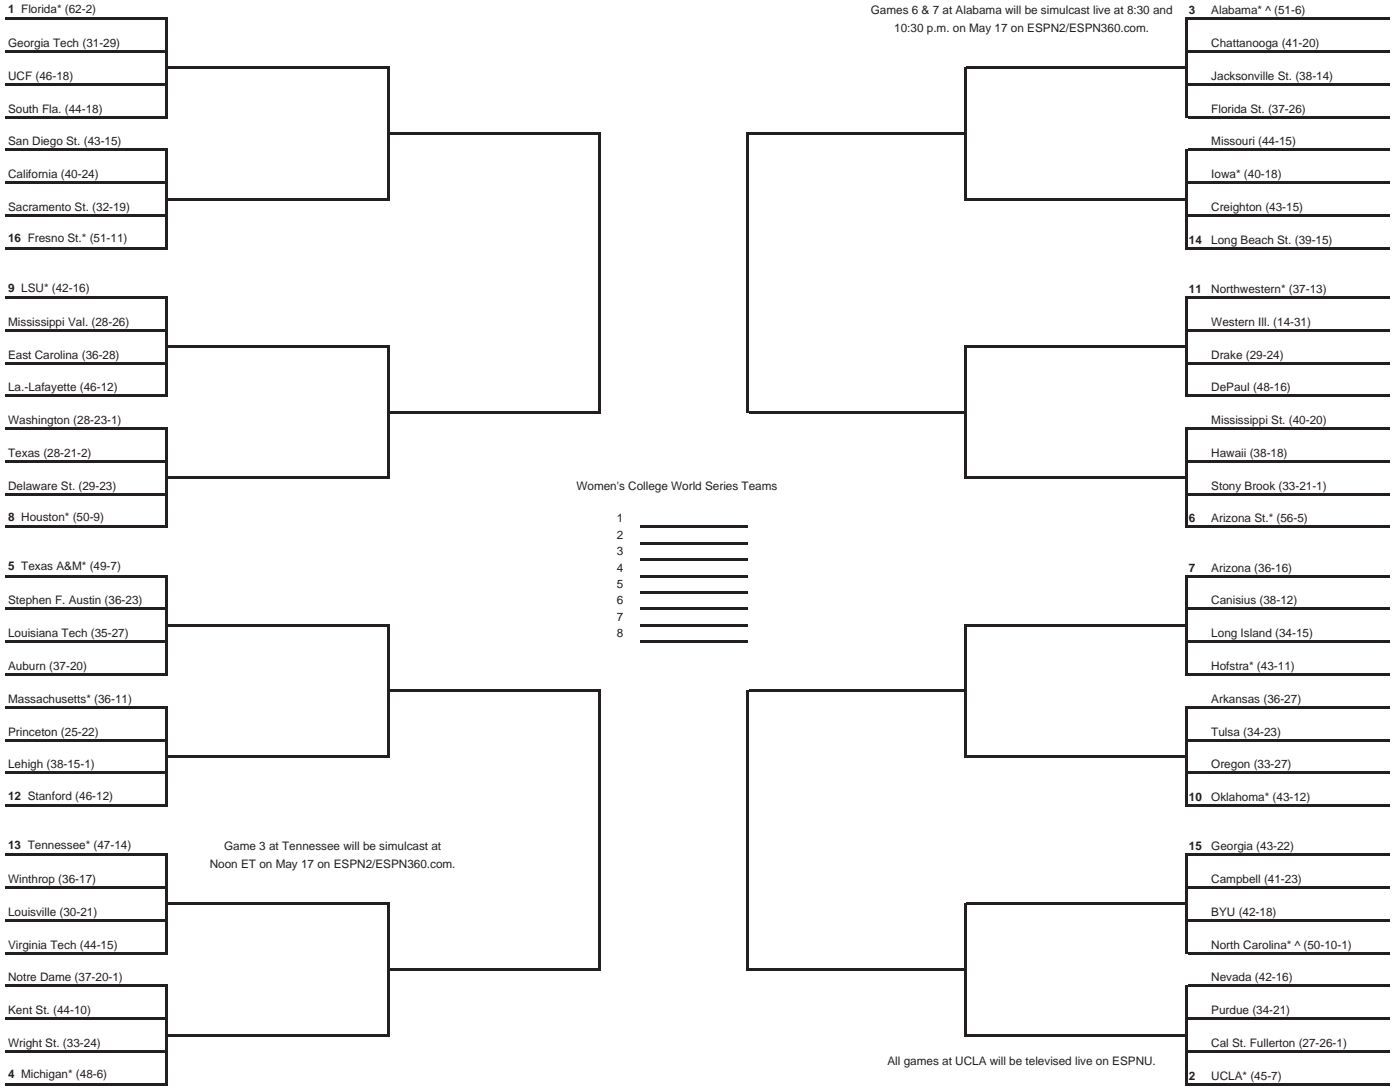 1 Florida* (62-2)
Georgia Tech (31-29)
UCF (46-18)
South Fla. (44-18)
San Diego St. (43-15)
California (40-24)
Sacramento St. (32-19)
16 Fresno St.* (51-11)
9 LSU* (42-16)
Mississippi Val. (28-26)
East Carolina (36-28)
La.-Lafayette (46-12)
Washington (28-23-1)
Texas (28-21-2)
Delaware St. (29-23)
8 Houston* (50-9)
5 Texas A&M* (49-7)
Stephen F. Austin (36-23)
Louisiana Tech (35-27)
Auburn (37-20)
Massachusetts* (36-11)
Princeton (25-22)
Lehigh (38-15-1)
12 Stanford (46-12)
13 Tennessee* (47-14)
Winthrop (36-17)
Louisville (30-21)
Virginia Tech (44-15)
Notre Dame (37-20-1)
Kent St. (44-10)
Wright St. (33-24)
4 Michigan* (48-6)
Game 3 at Tennessee will be simulcast at
Noon ET on May 17 on ESPN2/ESPN360.com.
Women's College World Series Teams
1
2
3
4
5
6
7
8
Games 6 & 7 at Alabama will be simulcast live at 8:30 and
10:30 p.m. on May 17 on ESPN2/ESPN360.com.
3 Alabama* ^ (51-6)
Chattanooga (41-20)
Jacksonville St. (38-14)
Florida St. (37-26)
Missouri (44-15)
Iowa* (40-18)
Creighton (43-15)
14 Long Beach St. (39-15)
11 Northwestern* (37-13)
Western Ill. (14-31)
Drake (29-24)
DePaul (48-16)
Mississippi St. (40-20)
Hawaii (38-18)
Stony Brook (33-21-1)
6 Arizona St.* (56-5)
7 Arizona (36-16)
Canisius (38-12)
Long Island (34-15)
Hofstra* (43-11)
Arkansas (36-27)
Tulsa (34-23)
Oregon (33-27)
10 Oklahoma* (43-12)
15 Georgia (43-22)
Campbell (41-23)
BYU (42-18)
North Carolina* ^ (50-10-1)
Nevada (42-16)
Purdue (34-21)
Cal St. Fullerton (27-26-1)
2 UCLA* (45-7)
All games at UCLA will be televised live on ESPNU.